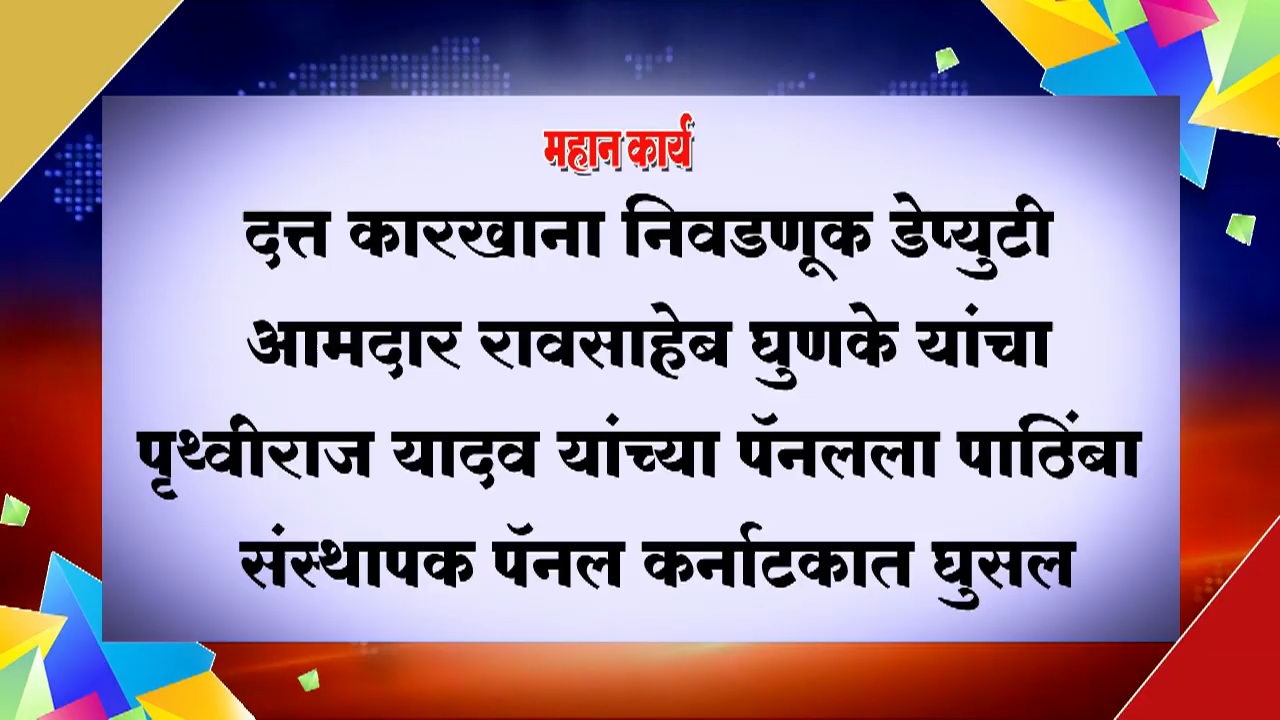 महान कार्य
दत्त कारखाना निवडणूक डेप्युटी
आमदार रावसाहेब घुणके यांचा
पृथ्वीराज यादव यांच्या पॅनलला पाठिंबा
संस्थापक पॅनल कर्नाटकात घुसल